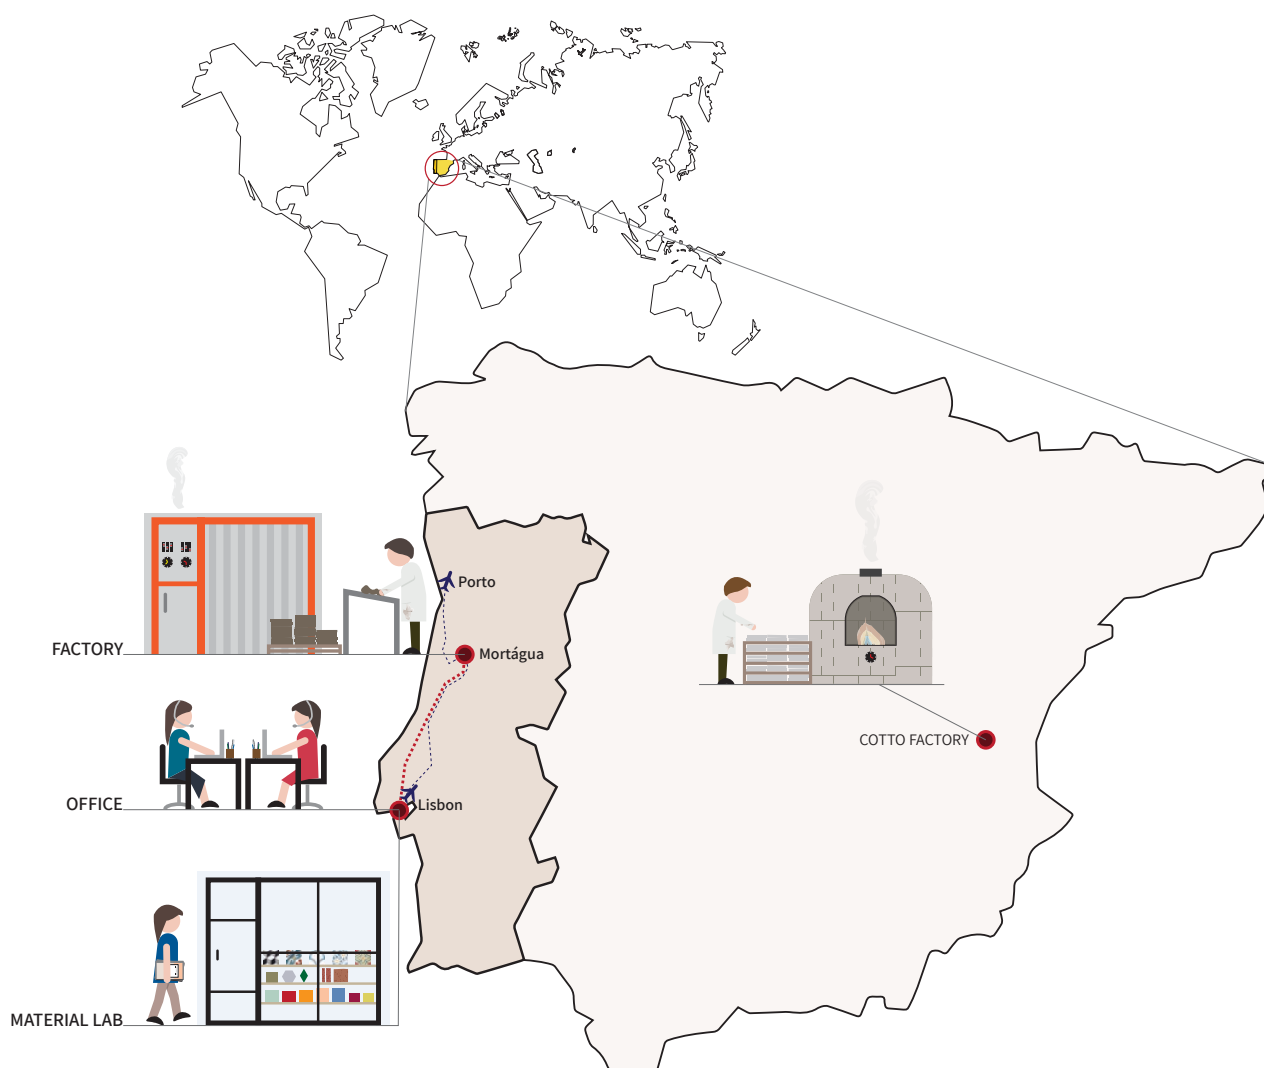 Porto
FACTORY
Mortágua
COTTO FACTORY
OFFICE
Lisbon
MATERIAL LAB